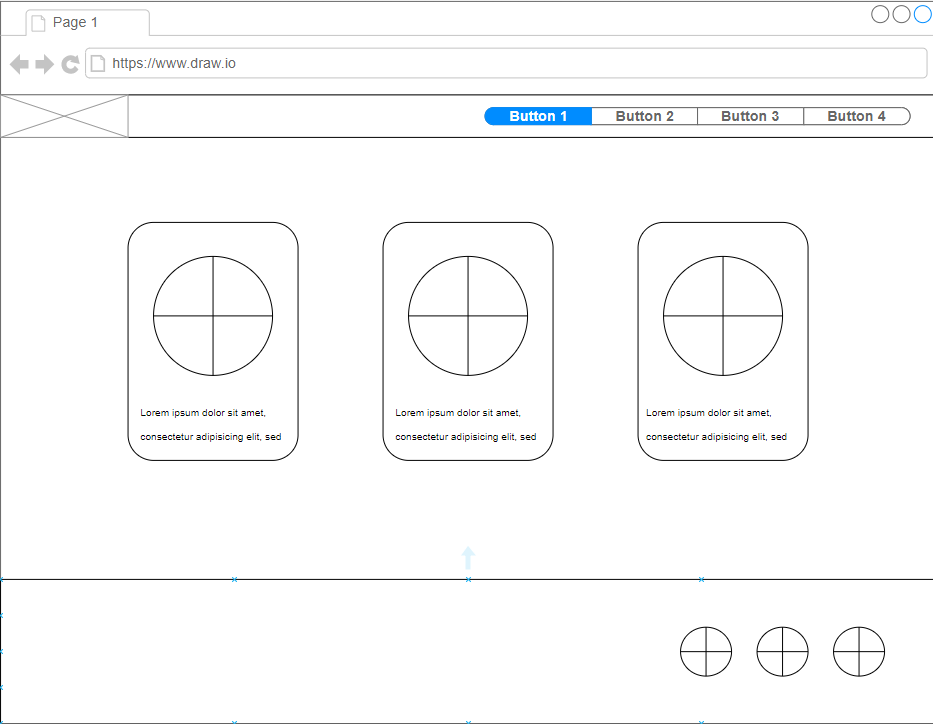 Page 1
https://www.draw.io
Button 1 Button 2 Button 3 Button 4
Lorem ipsum dolor sit amet,
consectetur adipisicing elit, sed
Lorem ipsum dolor sit amet,
consectetur adipisicing elit, sed
Lorem ipsum dolor sit amet,
consectetur adipisicing elit, sed